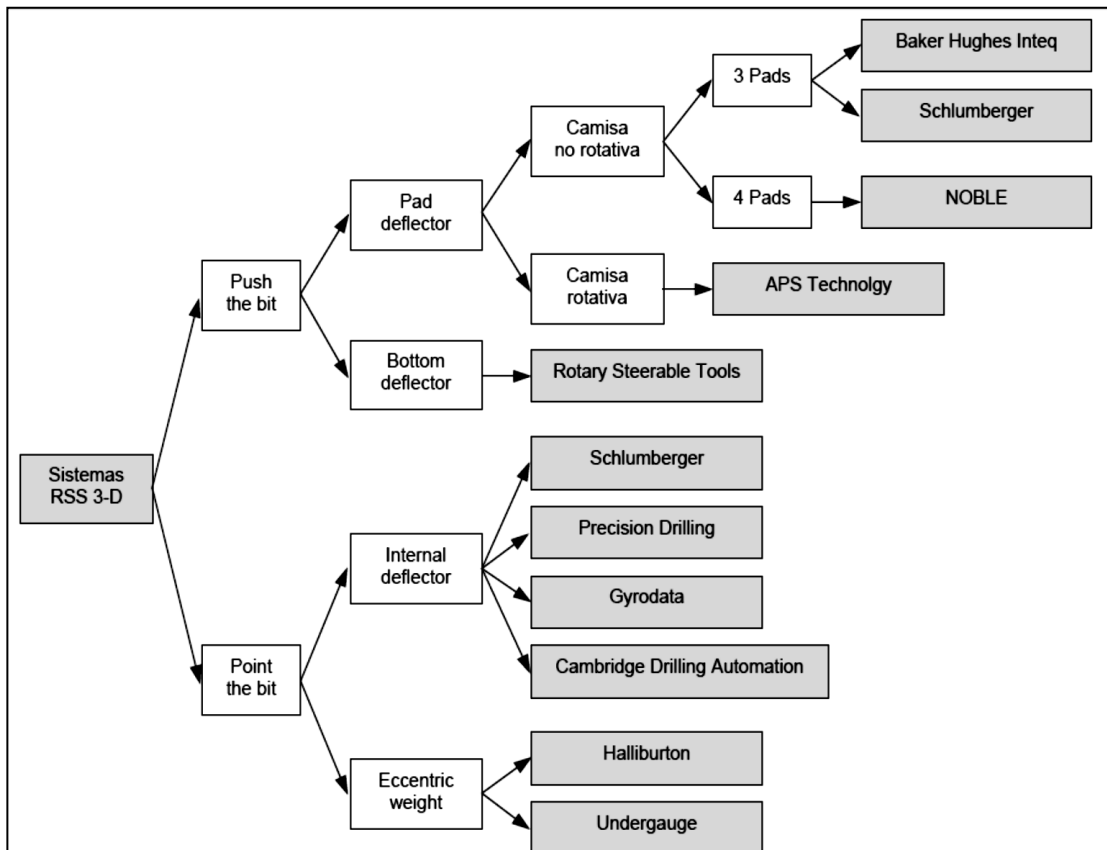 Baker Hughes Inteq
3 Pads
Schlumberger
Camisa
no rotativa
4 Pads
NOBLE
Pad
deflector
Camisa
rotativa
APS Technolgy
Push
the bit
Bottom
deflector
Rotary Steerable Tools
Sistemas
RSS 3-D
Schlumberger
Precision Drilling
Internal
deflector
Gyrodata
Cambridge Drilling Automation
Point
the bit
Halliburton
Eccentric
weight
Undergauge